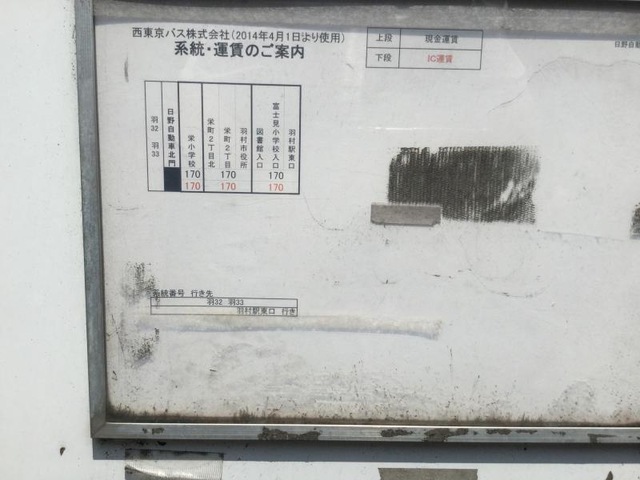 西東京バス株式会社(2014年4月1日より使用)
系統・運賃のご案内
上段 現金運賃
下段 IC運賃
日野自動
羽32 羽33
日野自動車北門
栄小学校
栄町2丁目北
栄町2丁目
羽村市役所
図書館入口
富士見小学校入口
羽村駅東口
170 170 170
170 170 170
系統番号 行き先
羽32 羽33
羽村駅東口 行き